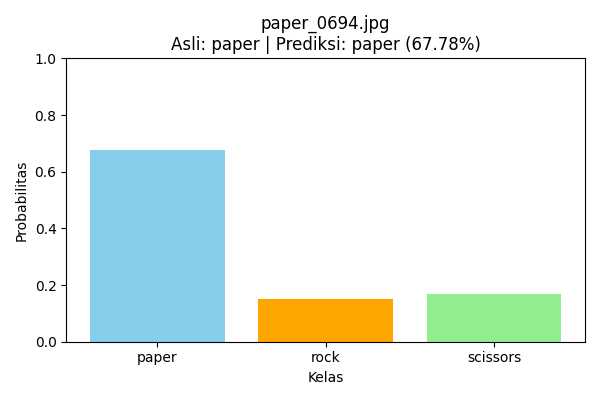 paper_0694.jpg
Asli: paper | Prediksi: paper (67.78%)
1.0
0.8
0.6
0.4
0.2
0.0
Probabilitas
paper rock scissors
Kelas